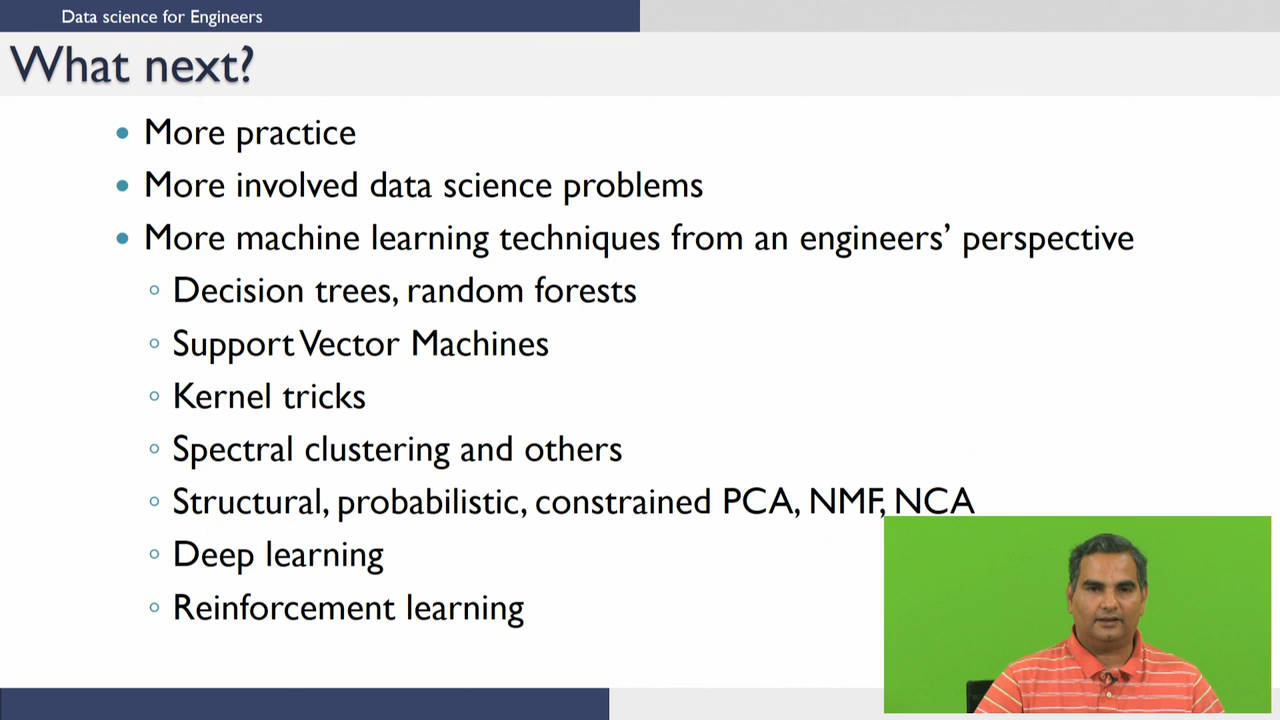 Data science for Engineers
What next?
More practice
More involved data science problems
More machine learning techniques from an engineers’ perspective
Decision trees, random forests
Support Vector Machines
Kernel tricks
Spectral clustering and others
Structural, probabilistic, constrained PCA, NMF, NCA
Deep learning
Reinforcement learning